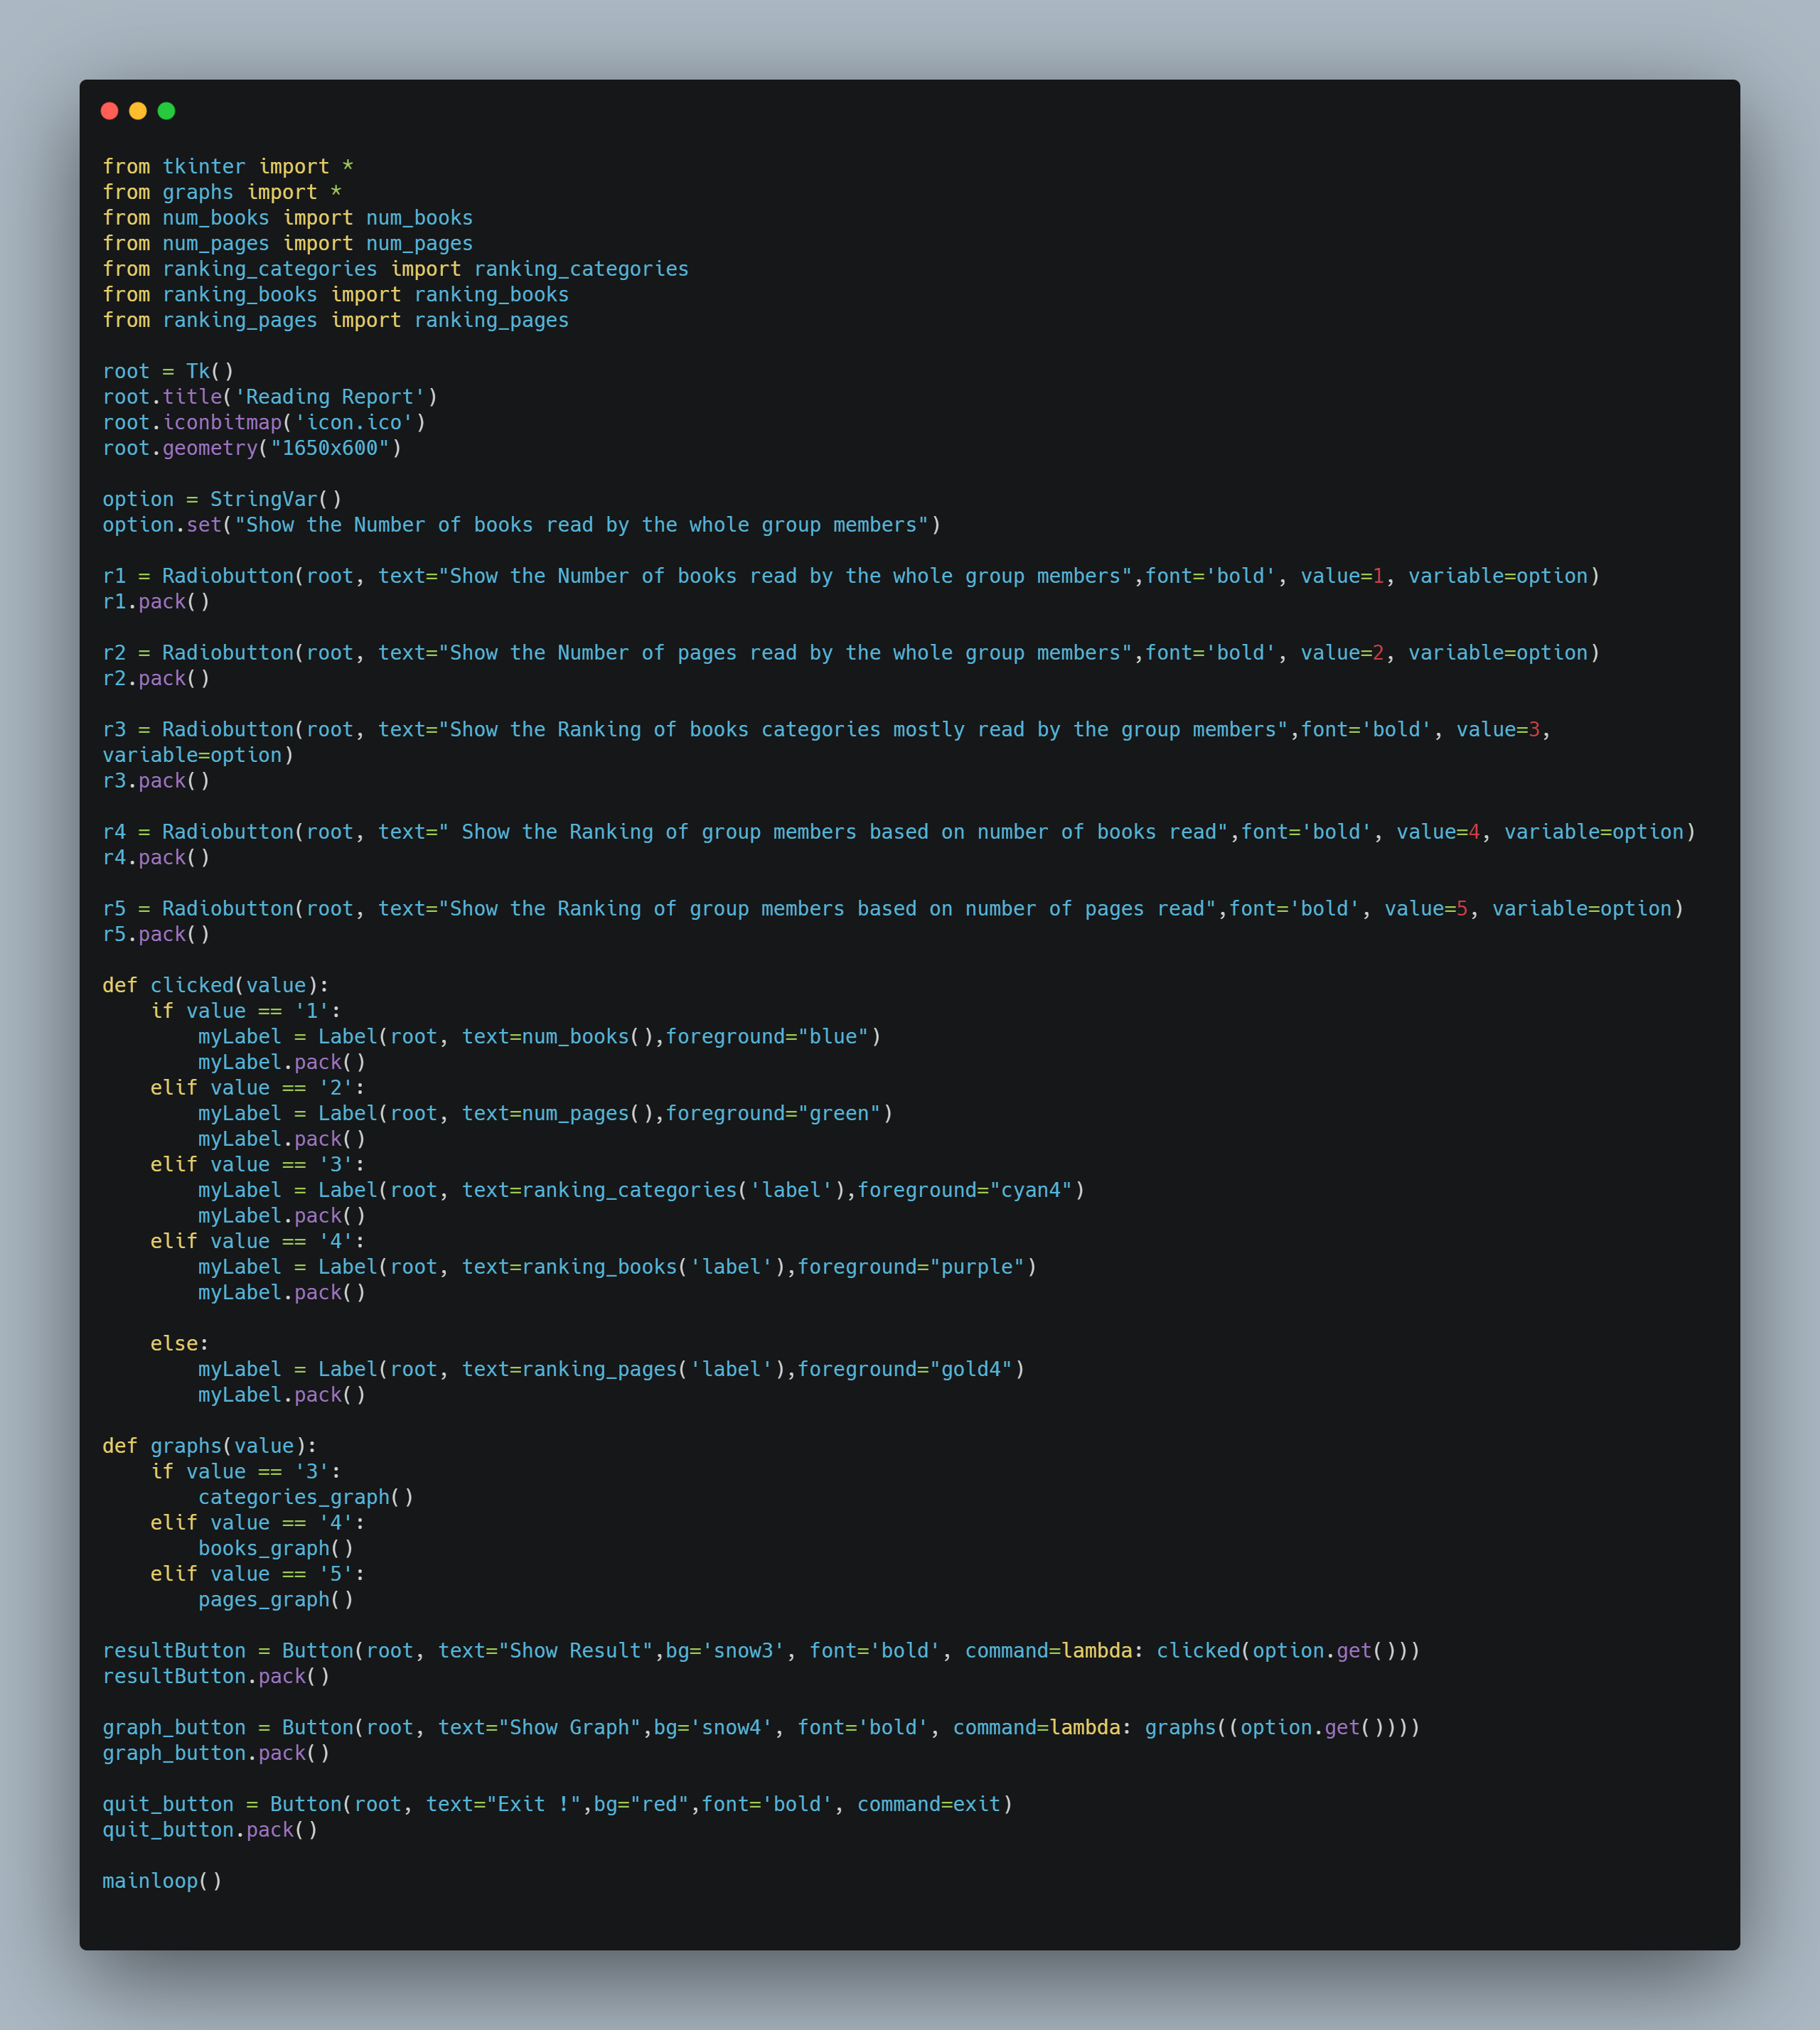 from tkinter import *
from graphs import *
from num_books import num_books
from num_pages import num_pages
from ranking_categories import ranking_categories
from ranking_books import ranking_books
from ranking_pages import ranking_pages

root = Tk()
root.title('Reading Report')
root.iconbitmap('icon.ico')
root.geometry("1650x600")

option = StringVar()
option.set("Show the Number of books read by the whole group members")

r1 = Radiobutton(root, text="Show the Number of books read by the whole group members",font='bold', value=1, variable=option)
r1.pack()

r2 = Radiobutton(root, text="Show the Number of pages read by the whole group members",font='bold', value=2, variable=option)
r2.pack()

r3 = Radiobutton(root, text="Show the Ranking of books categories mostly read by the group members",font='bold', value=3,
variable=option)
r3.pack()

r4 = Radiobutton(root, text=" Show the Ranking of group members based on number of books read",font='bold', value=4, variable=option)
r4.pack()

r5 = Radiobutton(root, text="Show the Ranking of group members based on number of pages read",font='bold', value=5, variable=option)
r5.pack()

def clicked(value):
    if value == '1':
        myLabel = Label(root, text=num_books(),foreground="blue")
        myLabel.pack()
    elif value == '2':
        myLabel = Label(root, text=num_pages(),foreground="green")
        myLabel.pack()
    elif value == '3':
        myLabel = Label(root, text=ranking_categories('label'),foreground="cyan4")
        myLabel.pack()
    elif value == '4':
        myLabel = Label(root, text=ranking_books('label'),foreground="purple")
        myLabel.pack()

    else:
        myLabel = Label(root, text=ranking_pages('label'),foreground="gold4")
        myLabel.pack()

def graphs(value):
    if value == '3':
        categories_graph()
    elif value == '4':
        books_graph()
    elif value == '5':
        pages_graph()

resultButton = Button(root, text="Show Result",bg='snow3', font='bold', command=lambda: clicked(option.get()))
resultButton.pack()

graph_button = Button(root, text="Show Graph",bg='snow4', font='bold', command=lambda: graphs((option.get())))
graph_button.pack()

quit_button = Button(root, text="Exit !",bg="red",font='bold', command=exit)
quit_button.pack()

mainloop()